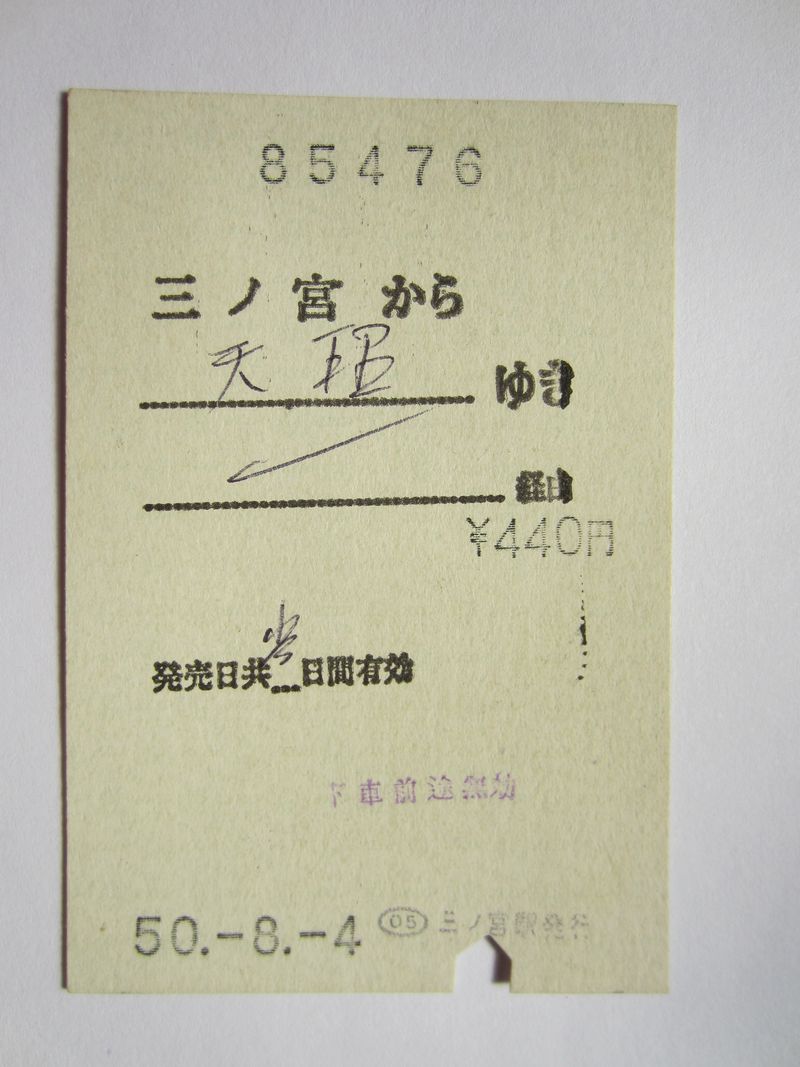 85476
三ノ宮 から
天理 ゆき
経由
¥440円
発売日共 当 日間有効
前途無効
50.-8.-4 05 三ノ宮駅発行